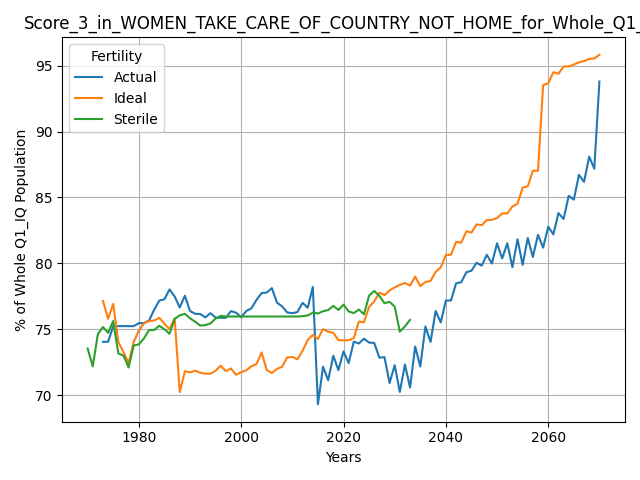 Score_3_in_WOMEN_TAKE_CARE_OF_COUNTRY_NOT_HOME_for_Whole_Q1_
Fertility
Actual
Ideal
Sterile
% of Whole Q1_IQ Population
95
90
85
80
75
70
1980
2000
2020
2040
2060
Years